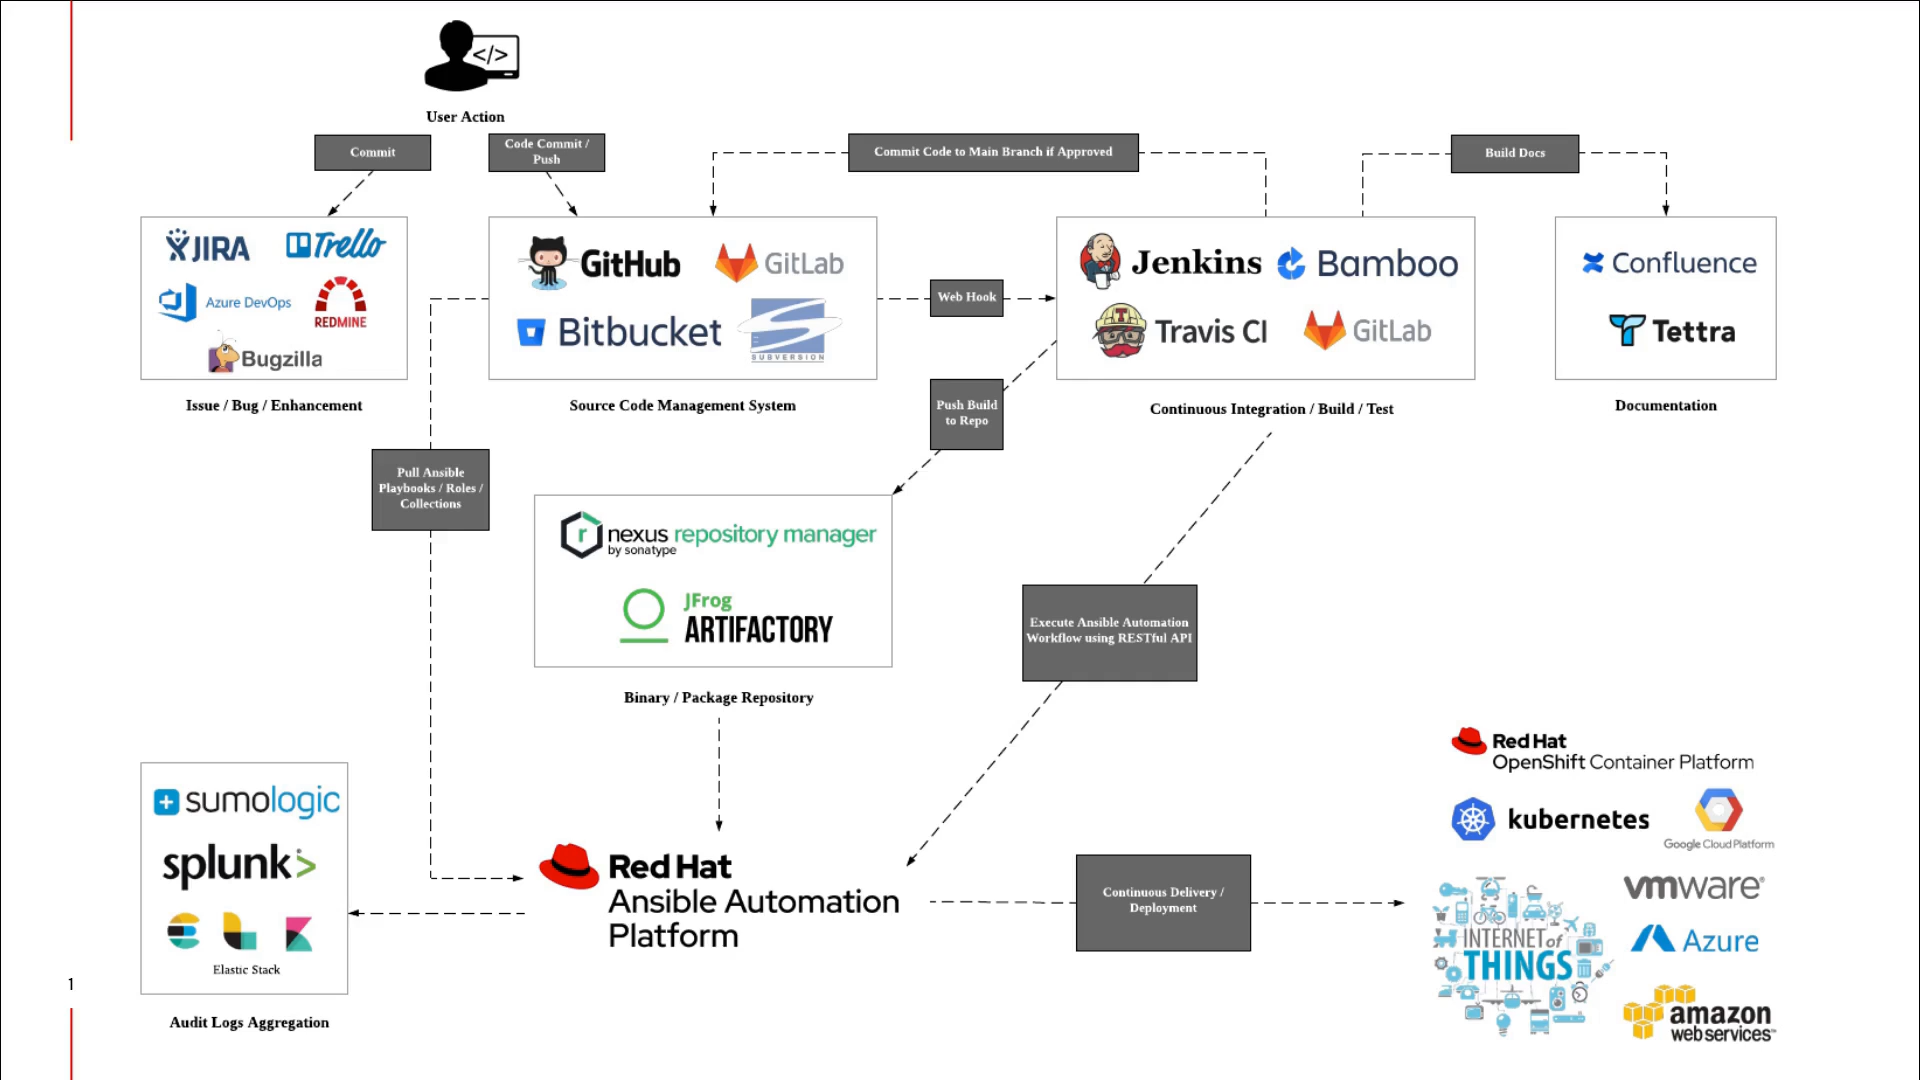 </>
User Action
Commit
Code Commit /
Push
Commit Code to Main Branch if Approved
Build Docs
JIRA
Trello
Azure DevOps
REDMINE
Bugzilla
Issue / Bug / Enhancement
GitHub
GitLab
Bitbucket
SUBVERSION
Source Code Management System
Web Hook
Jenkins
Bamboo
Travis CI
GitLab
Continuous Integration / Build / Test
Confluence
Tettra
Documentation
Push Build
to Repo
Pull Ansible
Playbooks / Roles /
Collections
nexus repository manager
by sonatype
JFrog
ARTIFACTORY
Binary / Package Repository
Execute Ansible Automation
Workflow using RESTful API
sumologic
splunk>
Elastic Stack
Audit Logs Aggregation
Red Hat
Ansible Automation
Platform
Continuous Delivery /
Deployment
Red Hat
OpenShift Container Platform
kubernetes
Google Cloud Platform
vmware®
INTERNET of
THINGS
Azure
amazon
web services™
1